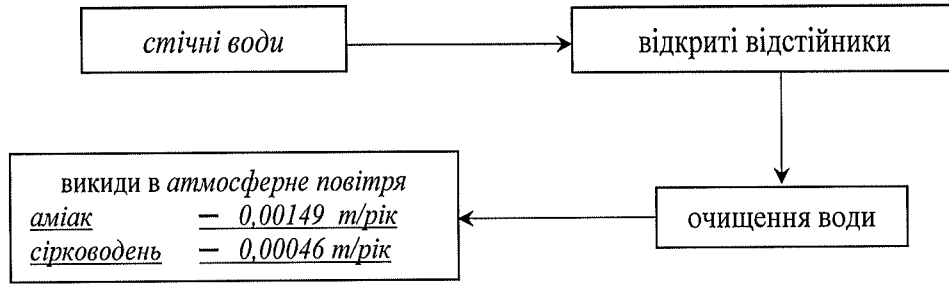 стічні води
відкриті відстійники
очищення води
викиди в атмосферне повітря
аміак – 0,00149 т/рік
сірководень – 0,00046 т/рік